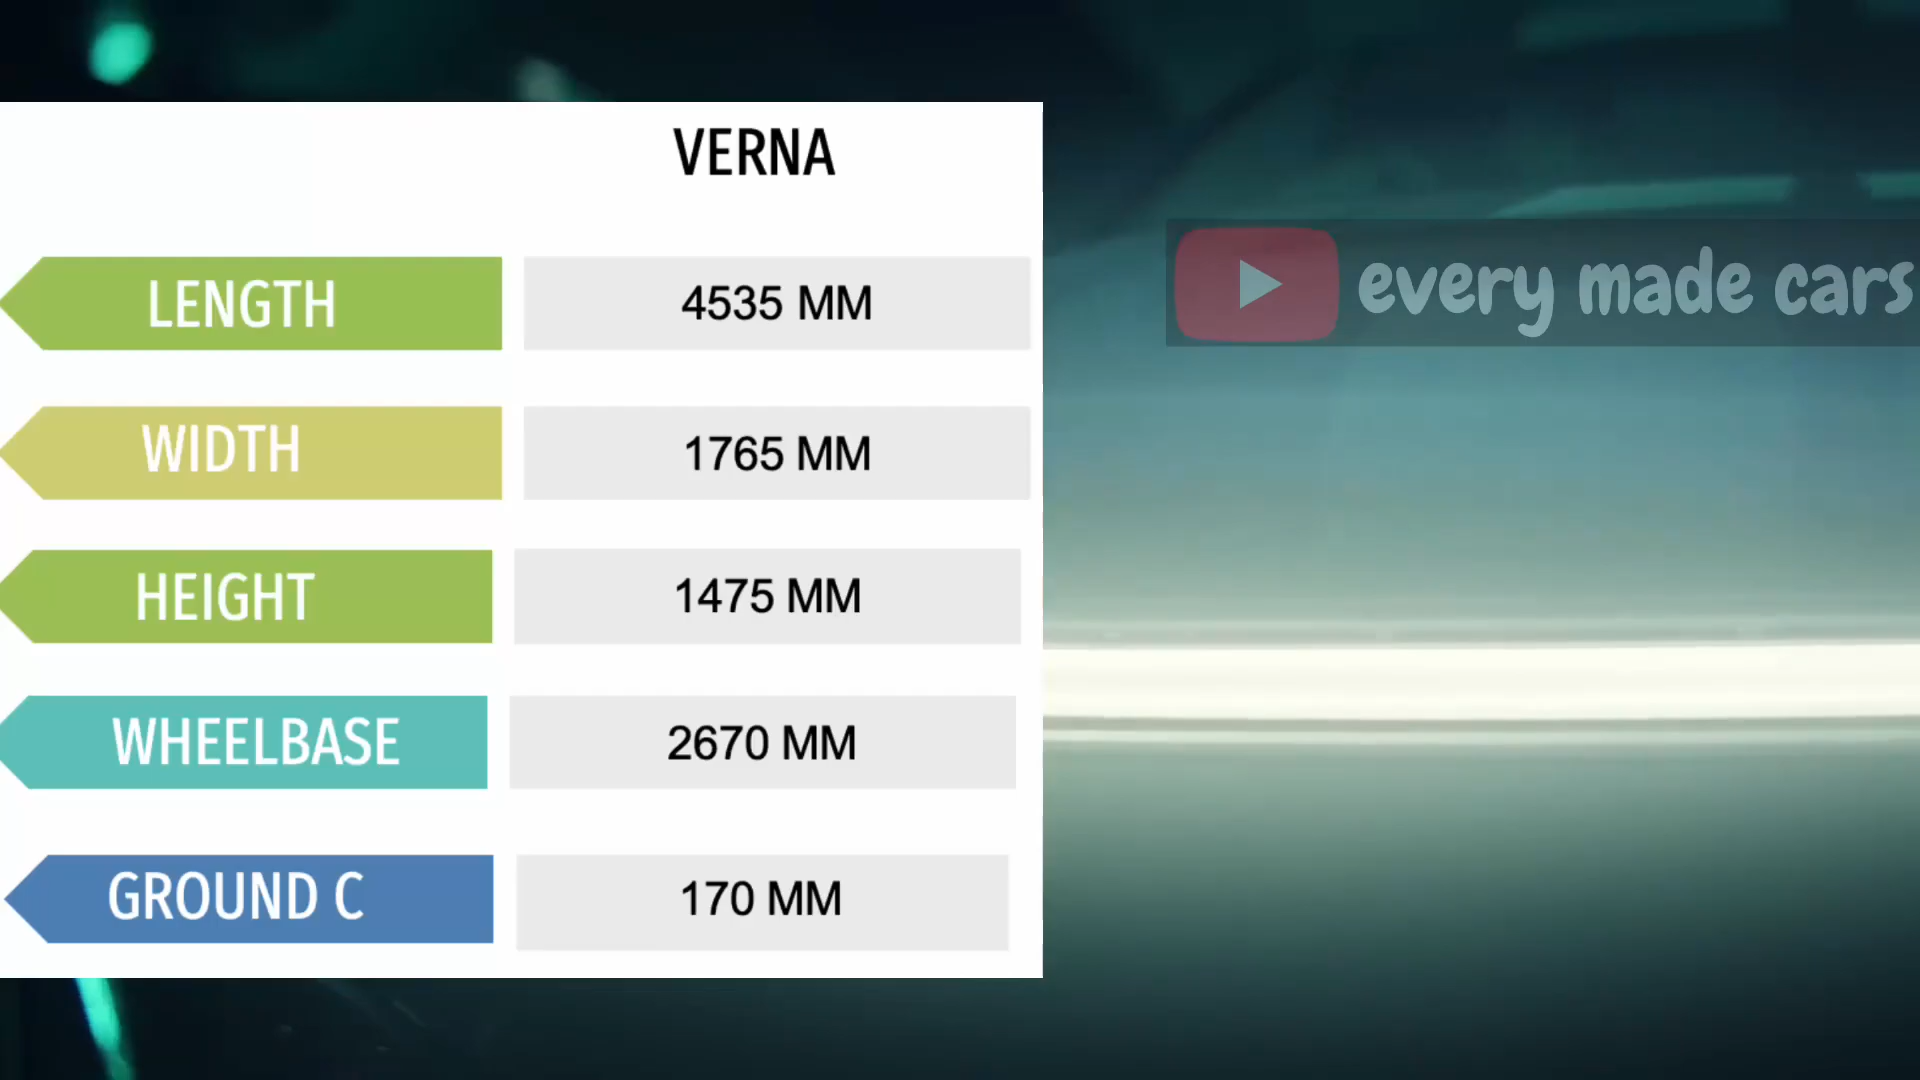 VERNA
LENGTH 4535 MM
WIDTH 1765 MM
HEIGHT 1475 MM
WHEELBASE 2670 MM
GROUND C 170 MM
every made cars